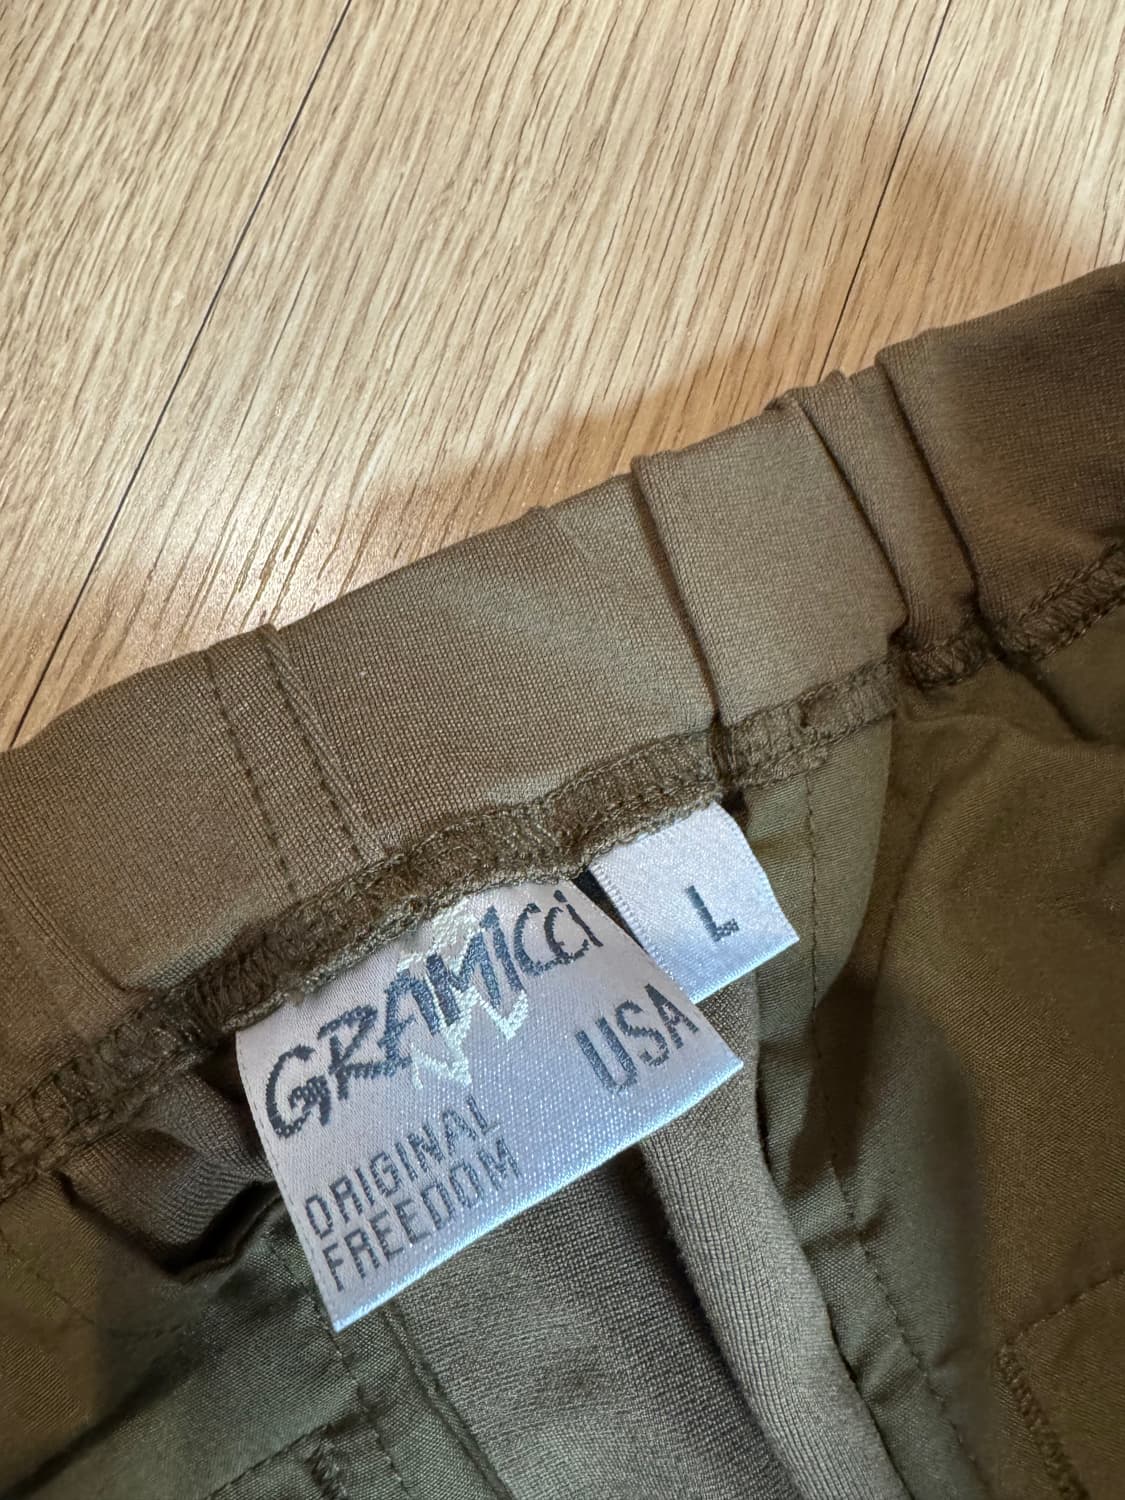 GRAMICCi
USA
ORIGINAL
FREEDOM
L